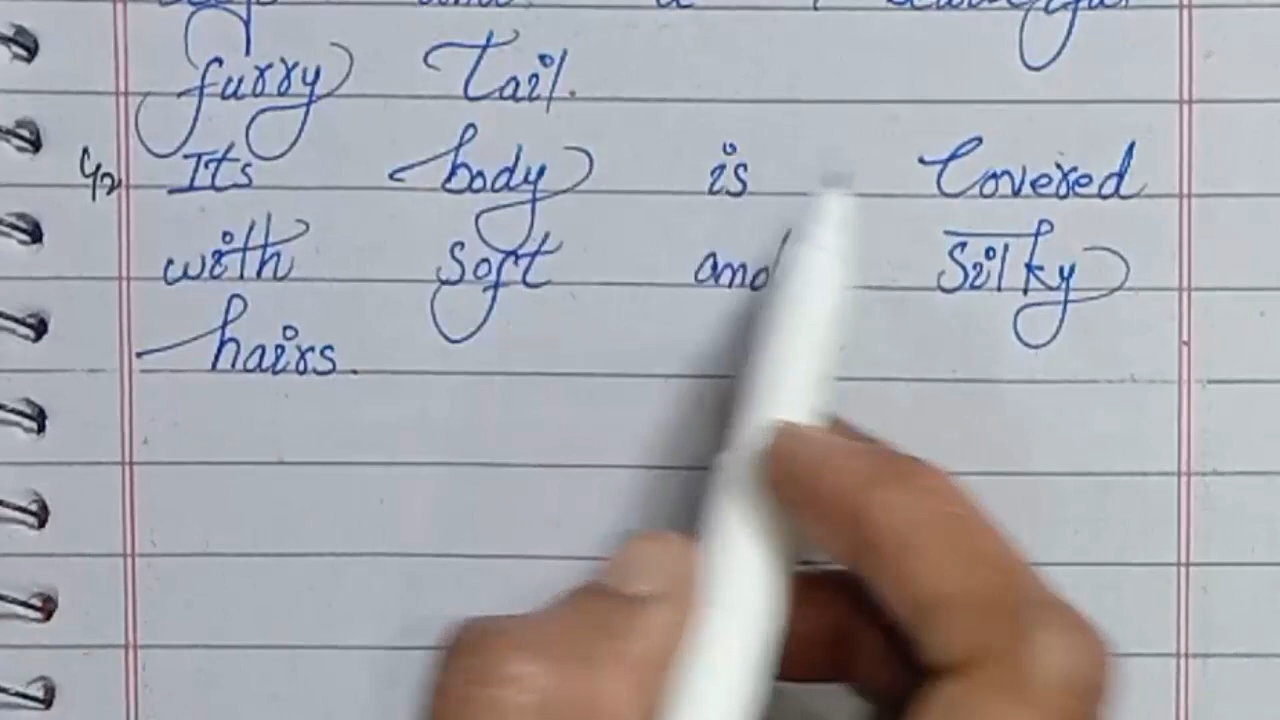 furry Tail.
4, Its body is Covered
with Soft and Silky
hairs.